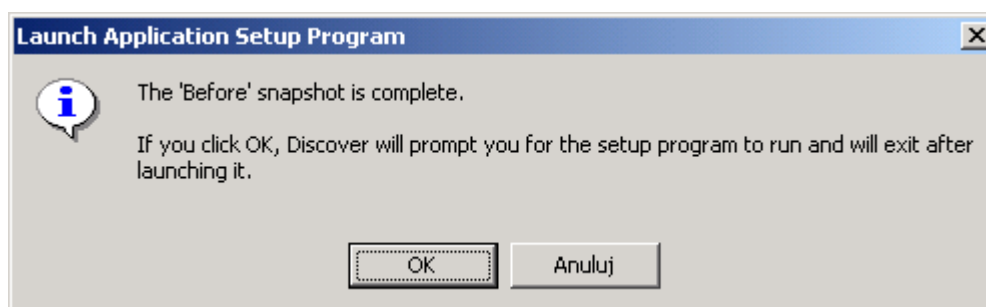 Launch Application Setup Program
The 'Before' snapshot is complete.
If you click OK, Discover will prompt you for the setup program to run and will exit after
launching it.
OK
Anuluj